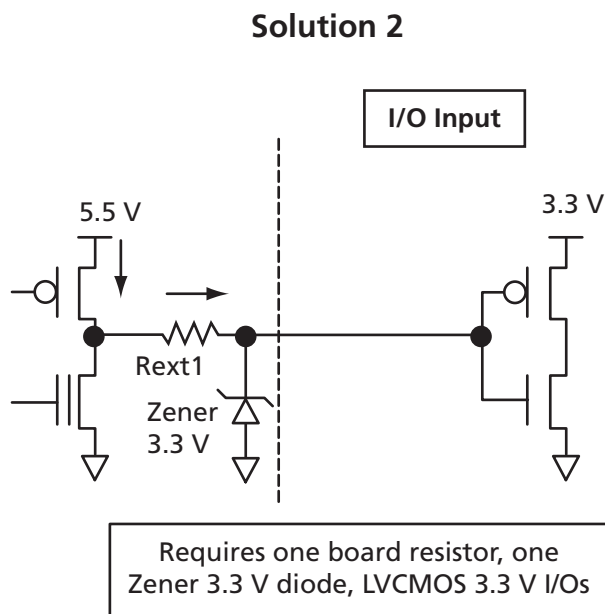 Solution 2
I/O Input
5.5 V
3.3 V
Rext1
Zener
3.3 V
Requires one board resistor, one
Zener 3.3 V diode, LVCMOS 3.3 V I/Os